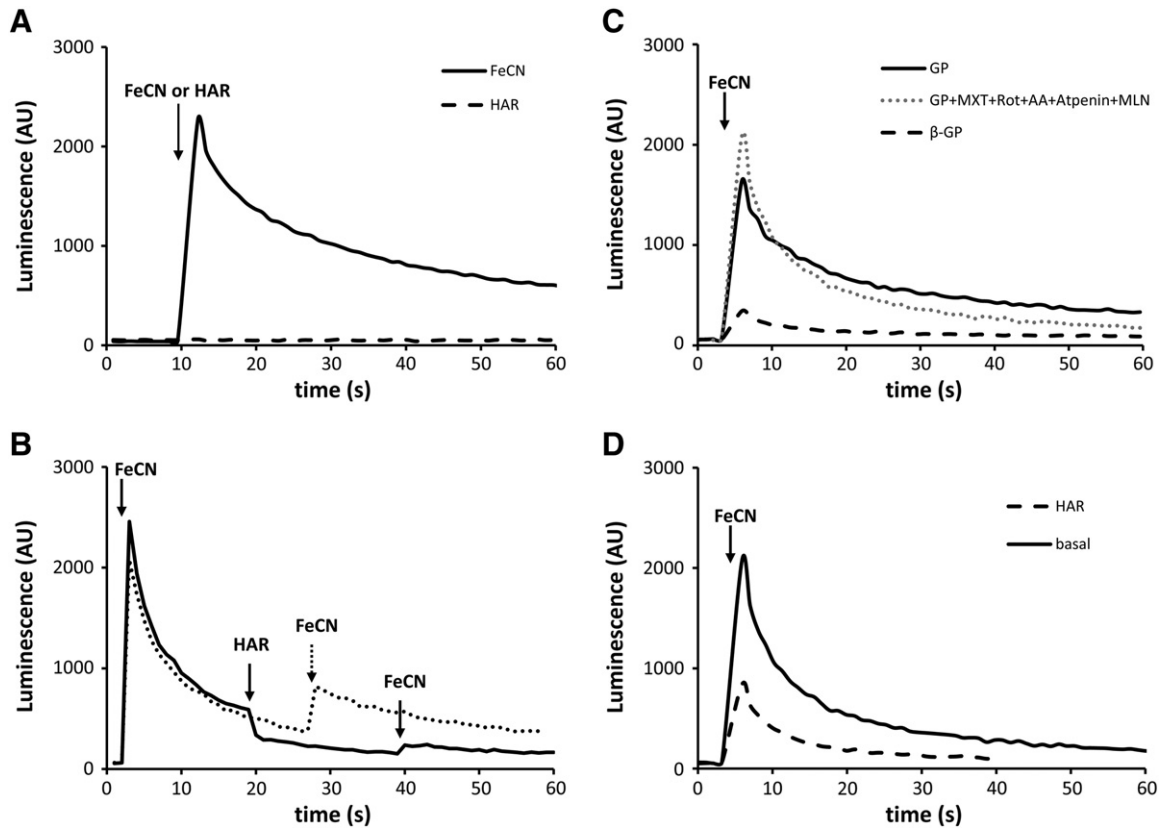 A
3000
2000
1000
0
Luminescence (AU)
FeCN or HAR
FeCN
HAR
0 10 20 30 40 50 60
time (s)
B
3000
2000
1000
0
Luminescence (AU)
FeCN
HAR
FeCN
FeCN
0 10 20 30 40 50 60
time (s)
C
3000
2000
1000
0
Luminescence (AU)
FeCN
GP
GP+MXT+Rot+AA+Atpenin+MLN
β-GP
0 10 20 30 40 50 60
time (s)
D
3000
2000
1000
0
Luminescence (AU)
FeCN
HAR
basal
0 10 20 30 40 50 60
time (s)